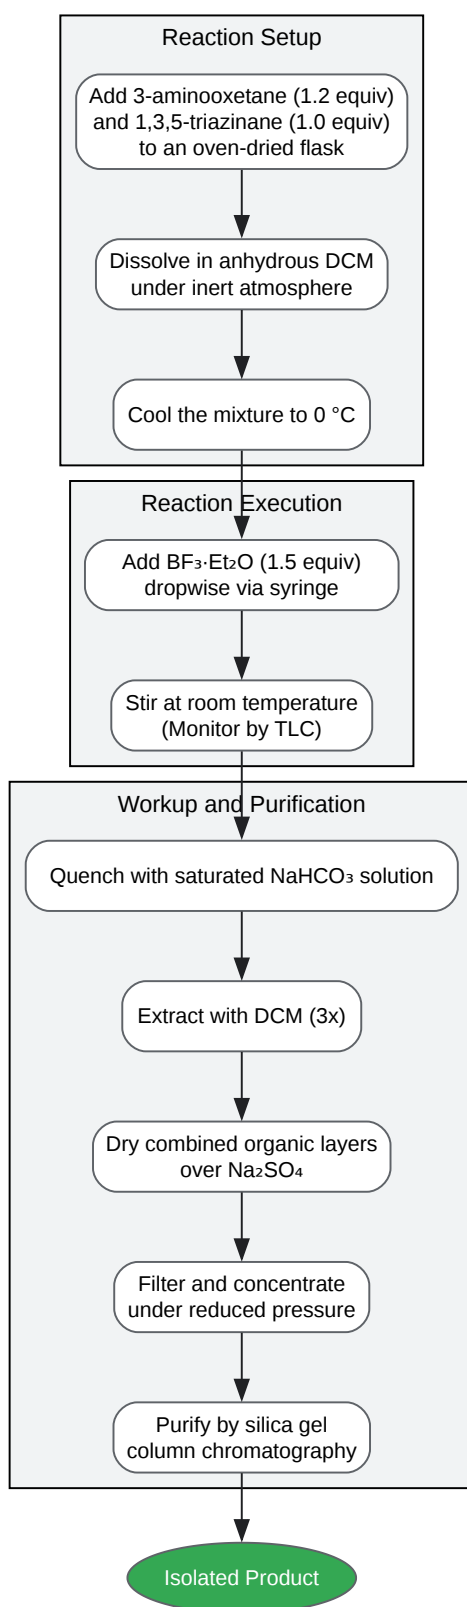 Reaction Setup
Add 3-aminooxetane (1.2 equiv)
and 1,3,5-triazinane (1.0 equiv)
to an oven-dried flask
Dissolve in anhydrous DCM
under inert atmosphere
Cool the mixture to 0 °C
Reaction Execution
Add BF₃·Et₂O (1.5 equiv)
dropwise via syringe
Stir at room temperature
(Monitor by TLC)
Workup and Purification
Quench with saturated NaHCO₃ solution
Extract with DCM (3x)
Dry combined organic layers
over Na₂SO₄
Filter and concentrate
under reduced pressure
Purify by silica gel
column chromatography
Isolated Product